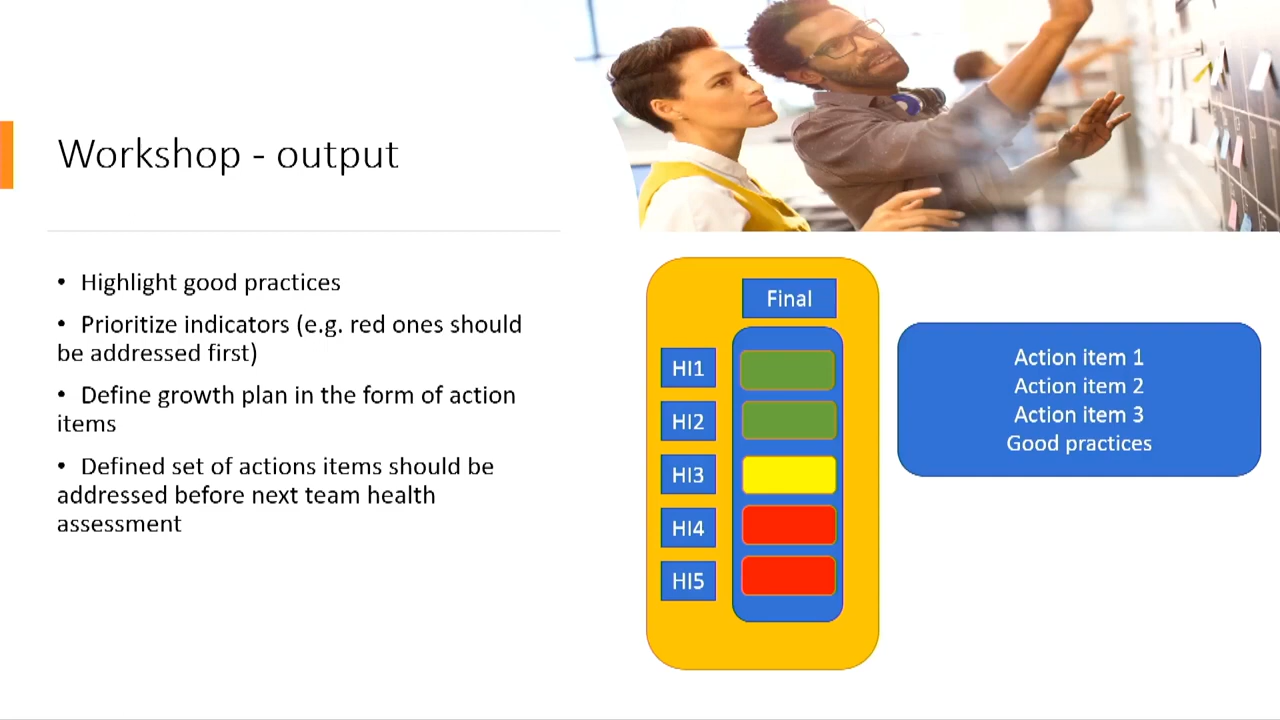 Workshop - output
• Highlight good practices
• Prioritize indicators (e.g. red ones should
be addressed first)
• Define growth plan in the form of action
items
• Defined set of actions items should be
addressed before next team health
assessment
Final
HI1
HI2
HI3
HI4
HI5
Action item 1
Action item 2
Action item 3
Good practices